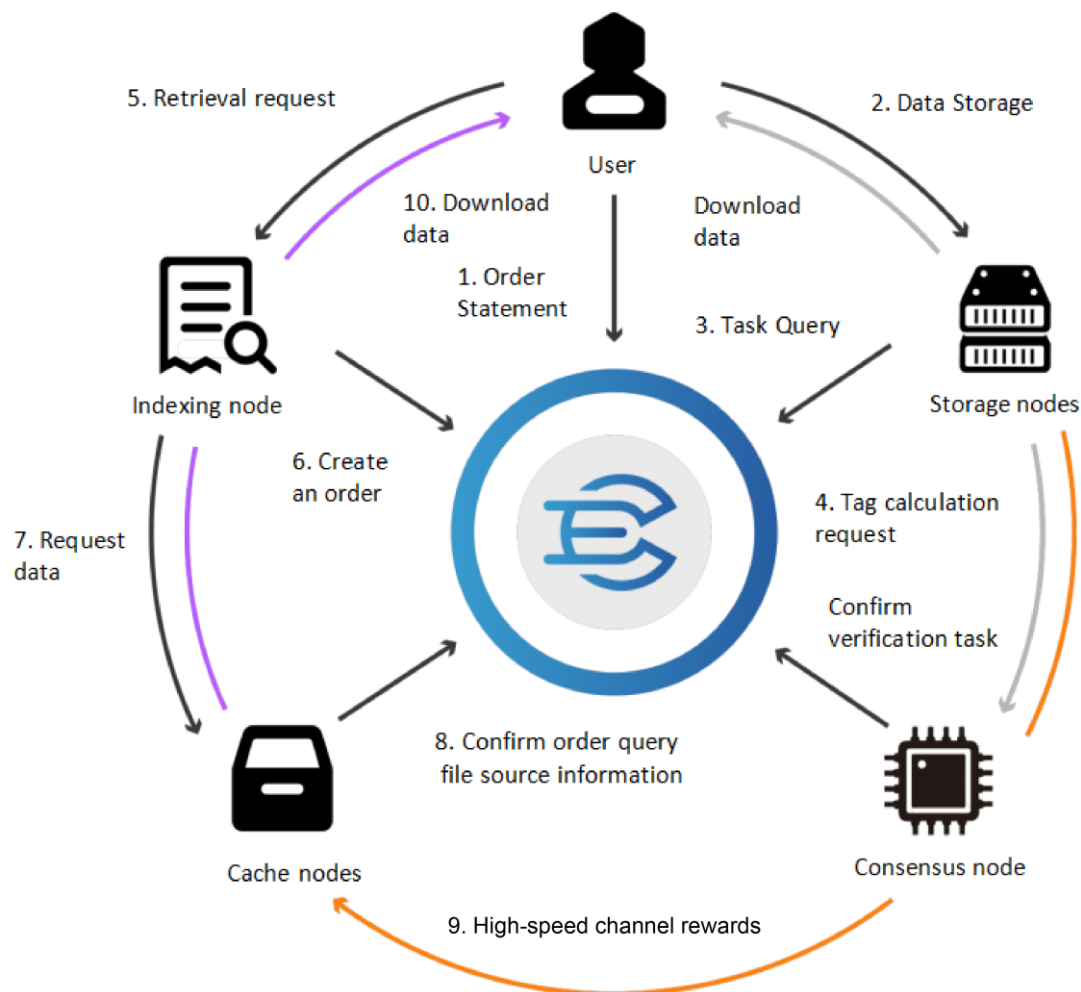 5. Retrieval request
2. Data Storage
User
10. Download
data
Download
data
1. Order
Statement
3. Task Query
Indexing node
Storage nodes
6. Create
an order
4. Tag calculation
request
7. Request
data
Confirm
verification task
8. Confirm order query
file source information
Cache nodes
Consensus node
9. High-speed channel rewards